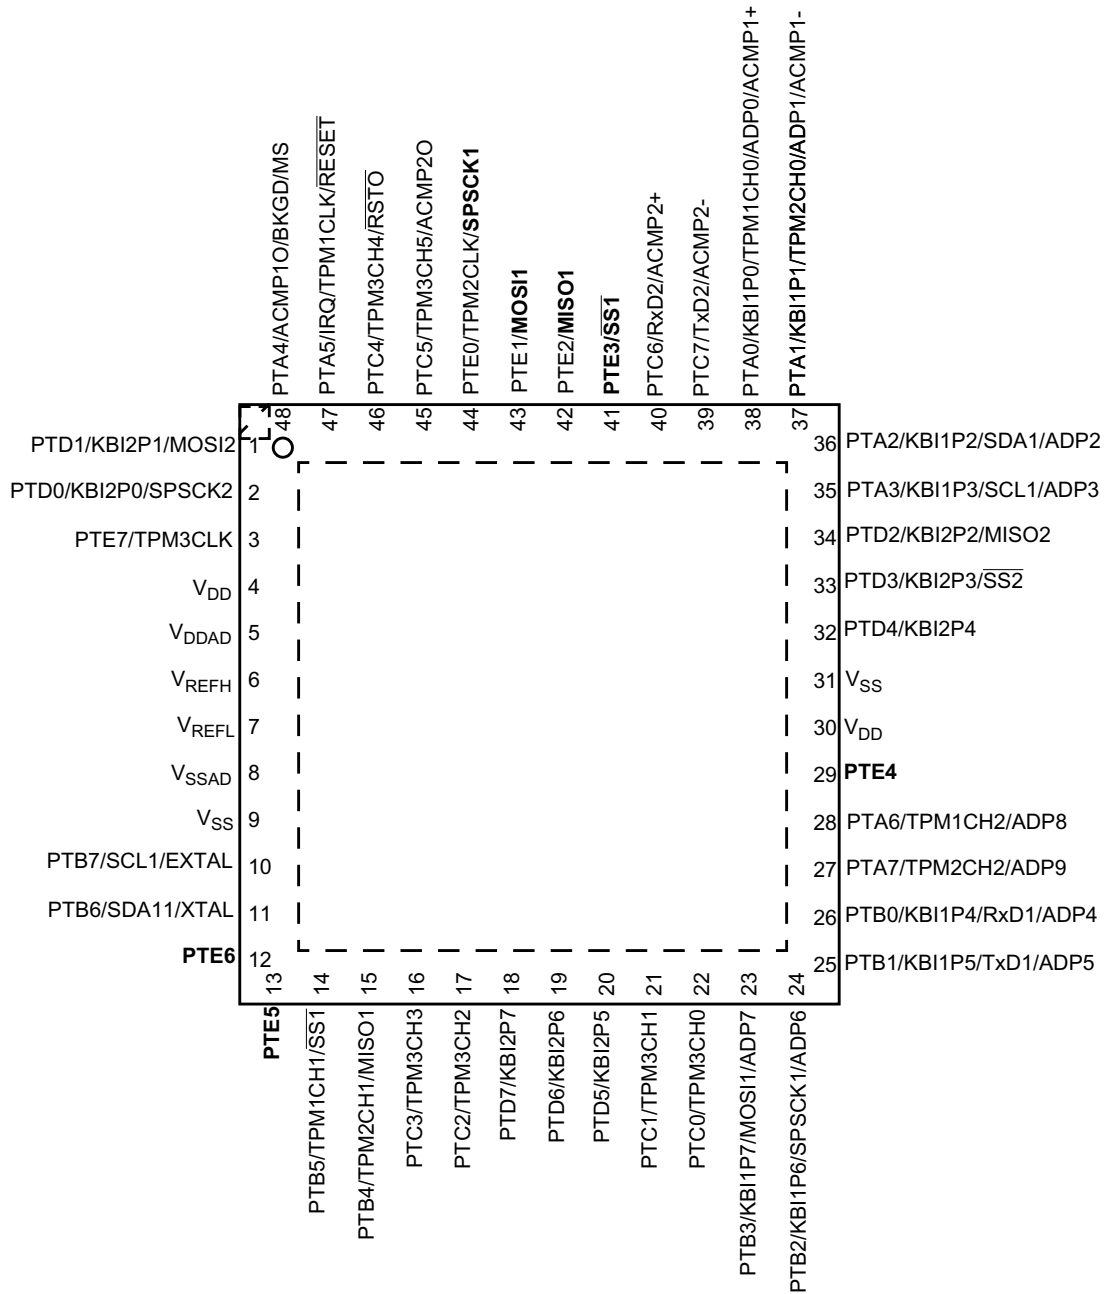 PTA4/ACMP1O/BKGD/MS
PTA5/IRQ/TPM1CLK/RESET
PTC4/TPM3CH4/RSTO
PTC5/TPM3CH5/ACMP2O
PTE0/TPM2CLK/SPSCK1
PTE1/MOSI1
PTE2/MISO1
PTE3/SS1
PTC6/RxD2/ACMP2+
PTC7/TxD2/ACMP2-
PTA0/KBI1P0/TPM1CH0/ADP0/ACMP1+
PTA1/KBI1P1/TPM2CH0/ADP1/ACMP1-
48
47
46
45
44
43
42
41
40
39
38
37
PTD1/KBI2P1/MOSI2 1
PTD0/KBI2P0/SPSCK2 2
PTE7/TPM3CLK 3
VDD 4
VDDAD 5
VREFH 6
VREFL 7
VSSAD 8
VSS 9
PTB7/SCL1/EXTAL 10
PTB6/SDA11/XTAL 11
PTE6 12
36 PTA2/KBI1P2/SDA1/ADP2
35 PTA3/KBI1P3/SCL1/ADP3
34 PTD2/KBI2P2/MISO2
33 PTD3/KBI2P3/SS2
32 PTD4/KBI2P4
31 VSS
30 VDD
29 PTE4
28 PTA6/TPM1CH2/ADP8
27 PTA7/TPM2CH2/ADP9
26 PTB0/KBI1P4/RxD1/ADP4
25 PTB1/KBI1P5/TxD1/ADP5
13
14
15
16
17
18
19
20
21
22
23
24
PTE5
PTB5/TPM1CH1/SS1
PTB4/TPM2CH1/MISO1
PTC3/TPM3CH3
PTC2/TPM3CH2
PTD7/KBI2P7
PTD6/KBI2P6
PTD5/KBI2P5
PTC1/TPM3CH1
PTC0/TPM3CH0
PTB3/KBI1P7/MOSI1/ADP7
PTB2/KBI1P6/SPSCK1/ADP6